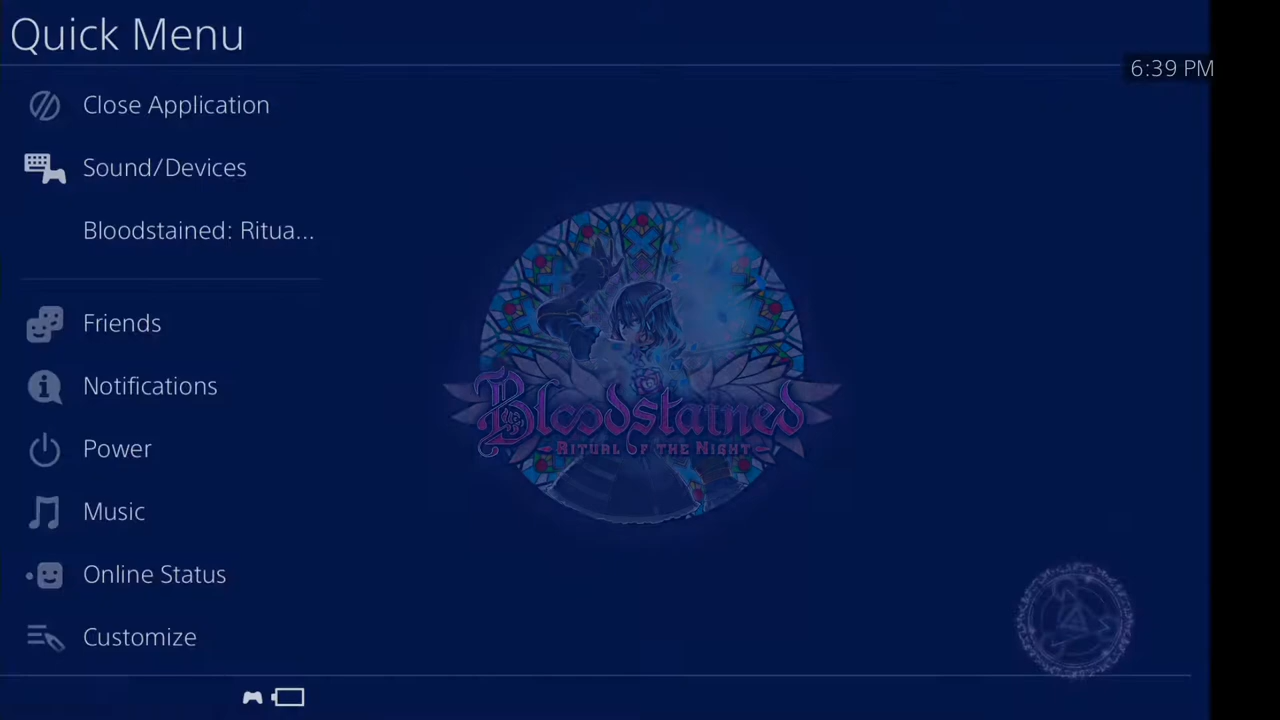 Quick Menu
6:39 PM
Close Application
Sound/Devices
Bloodstained: Ritua...
Friends
Notifications
Power
Music
Online Status
Customize
Bloodstained
RITUAL OF THE NIGHT